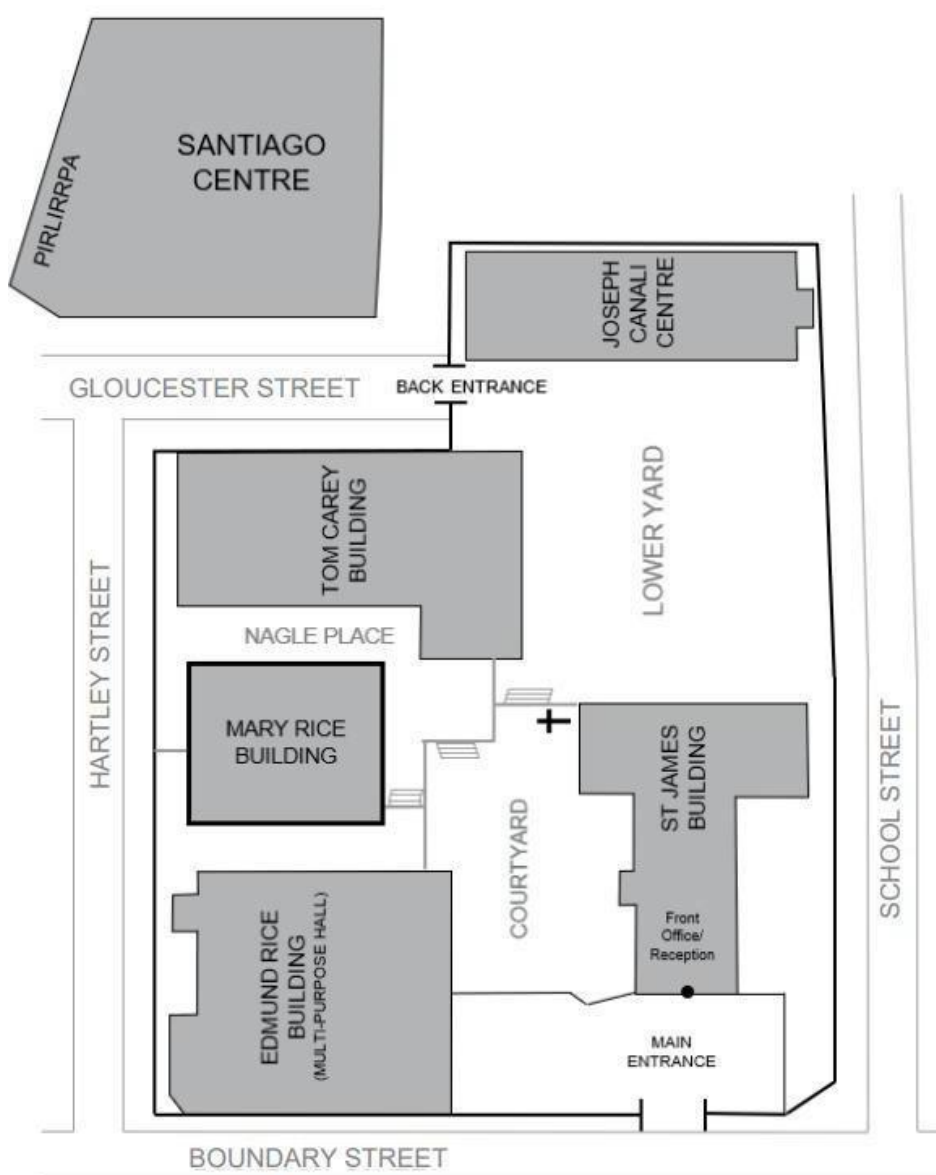 SANTIAGO
CENTRE
PIRLIRRPA
JOSEPH
CANALI
CENTRE
GLOUCESTER STREET
BACK ENTRANCE
TOM CAREY
BUILDING
LOWER YARD
HARTLEY STREET
NAGLE PLACE
MARY RICE
BUILDING
ST JAMES
BUILDING
SCHOOL STREET
COURTYARD
EDMUND RICE
BUILDING
(MULTI-PURPOSE HALL)
Front
Office/
Reception
MAIN
ENTRANCE
BOUNDARY STREET